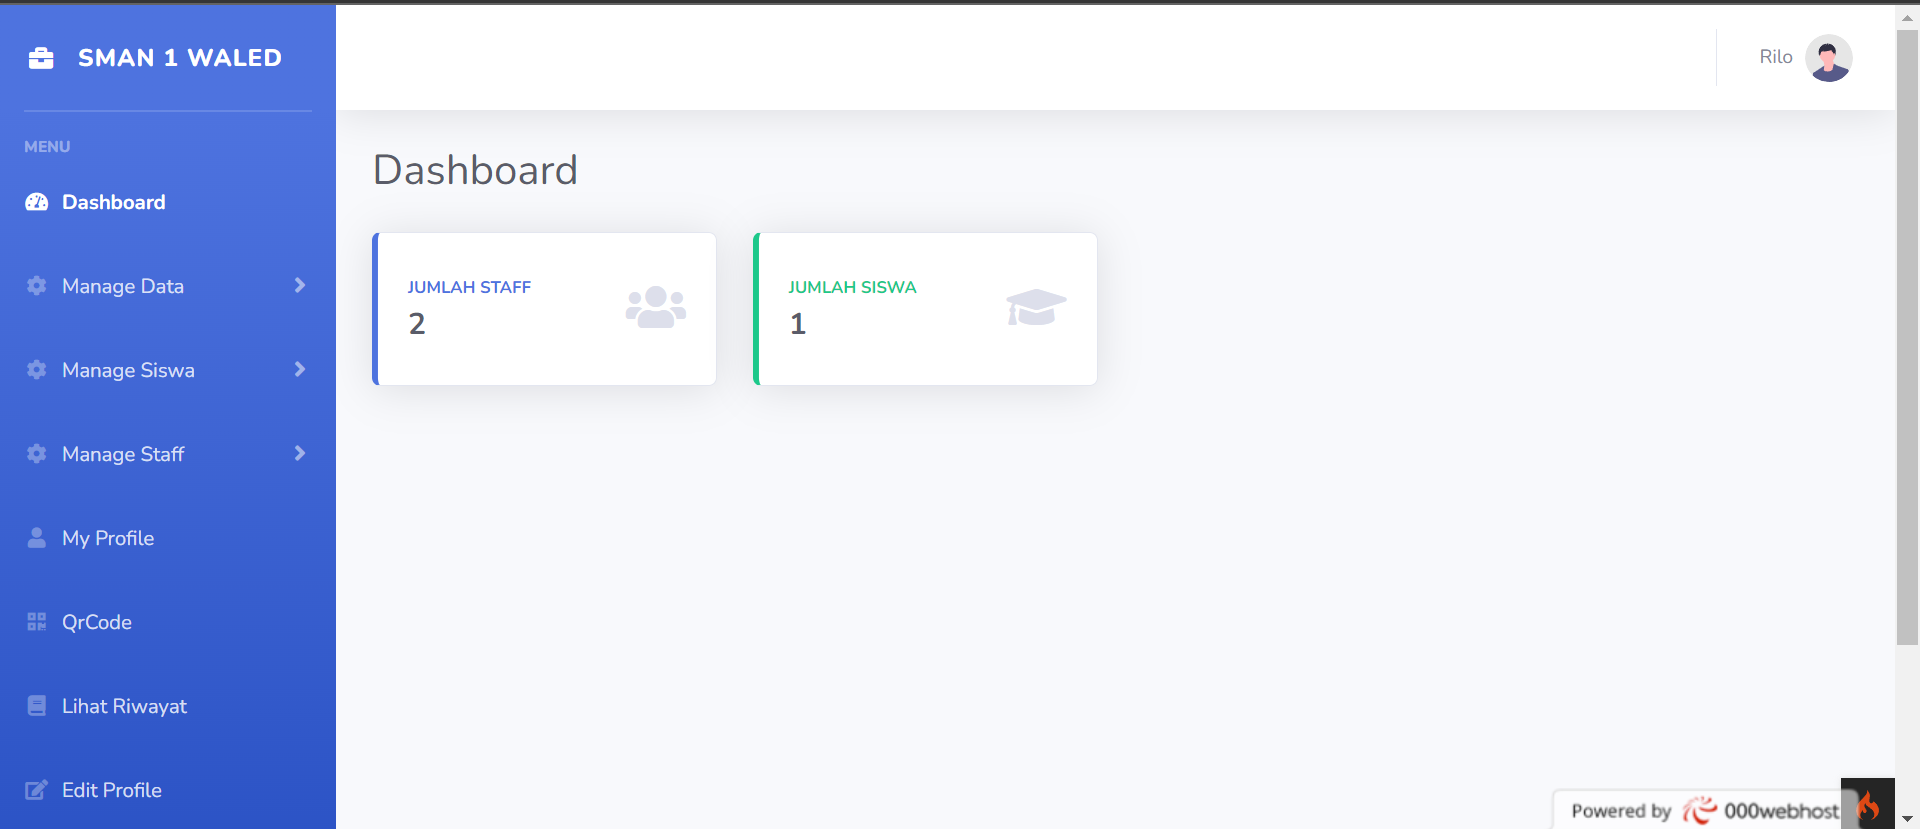 SMAN 1 WALED
Rilo
MENU
Dashboard
Manage Data
Manage Siswa
Manage Staff
My Profile
QrCode
Lihat Riwayat
Edit Profile
Dashboard
JUMLAH STAFF
2
JUMLAH SISWA
1
Powered by 000webhost